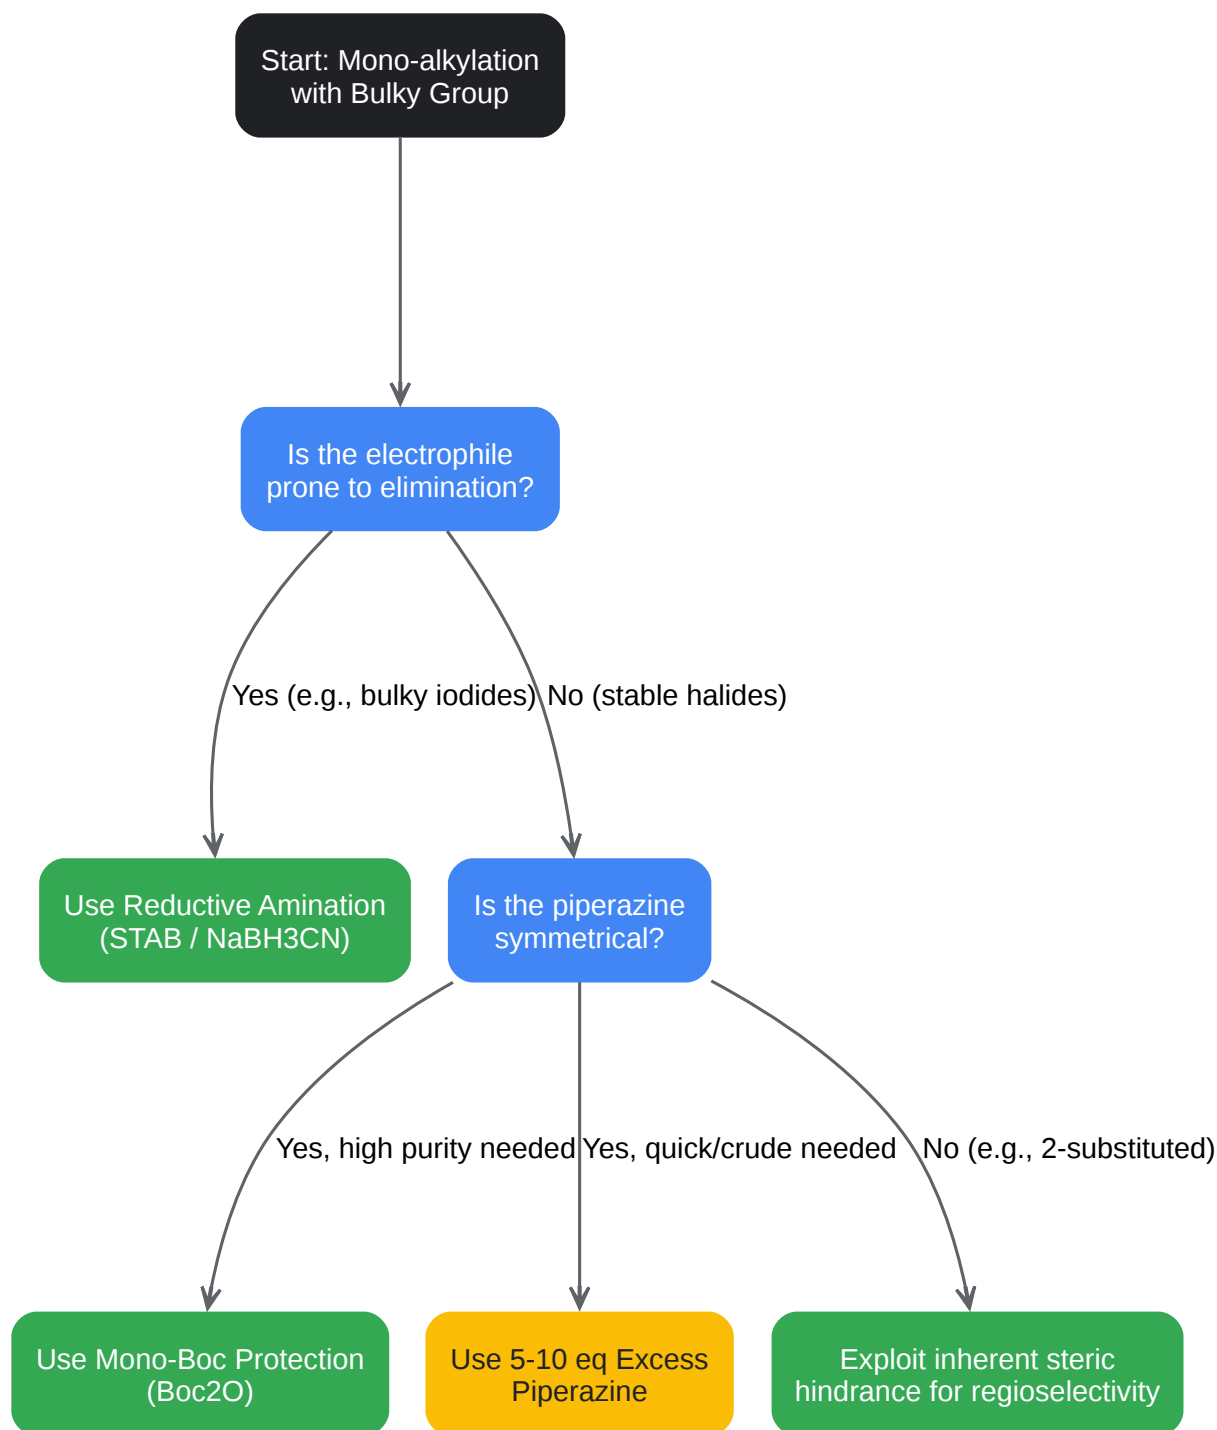 Start: Mono-alkylation
with Bulky Group
Is the electrophile
prone to elimination?
Yes (e.g., bulky iodides)
No (stable halides)
Use Reductive Amination
(STAB / NaBH3CN)
Is the piperazine
symmetrical?
Yes, high purity needed
Yes, quick/crude needed
No (e.g., 2-substituted)
Use Mono-Boc Protection
(Boc2O)
Use 5-10 eq Excess
Piperazine
Exploit inherent steric
hindrance for regioselectivity